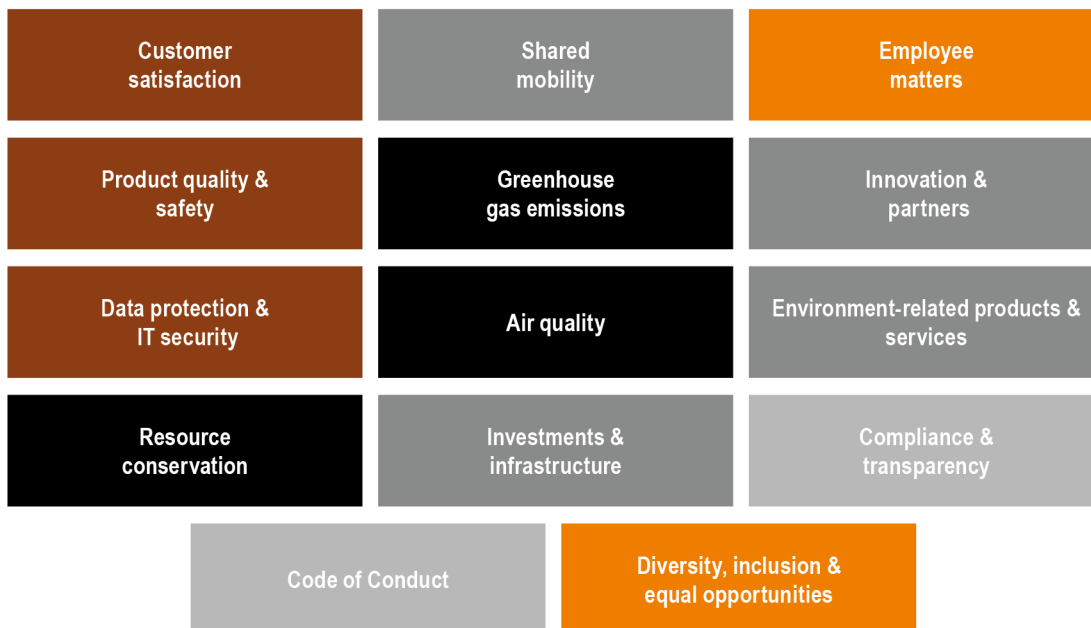 Customer
satisfaction
Shared
mobility
Employee
matters
Product quality &
safety
Greenhouse
gas emissions
Innovation &
partners
Data protection &
IT security
Air quality
Environment-related products &
services
Resource
conservation
Investments &
infrastructure
Compliance &
transparency
Code of Conduct
Diversity, inclusion &
equal opportunities